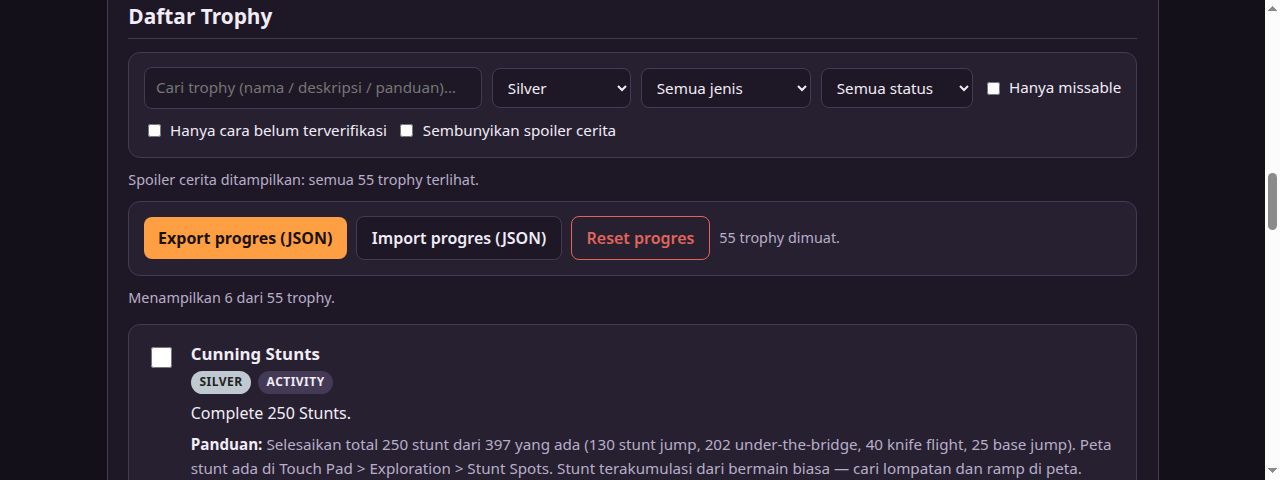 Daftar Trophy
Cari trophy (nama / deskripsi / panduan)... Silver Semua jenis Semua status Hanya missable
Hanya cara belum terverifikasi Sembunyikan spoiler cerita
Spoiler cerita ditampilkan: semua 55 trophy terlihat.
Export progres (JSON) Import progres (JSON) Reset progres 55 trophy dimuat.
Menampilkan 6 dari 55 trophy.
Cunning Stunts
SILVER ACTIVITY
Complete 250 Stunts.
Panduan: Selesaikan total 250 stunt dari 397 yang ada (130 stunt jump, 202 under-the-bridge, 40 knife flight, 25 base jump). Peta
stunt ada di Touch Pad > Exploration > Stunt Spots. Stunt terakumulasi dari bermain biasa — cari lompatan dan ramp di peta.